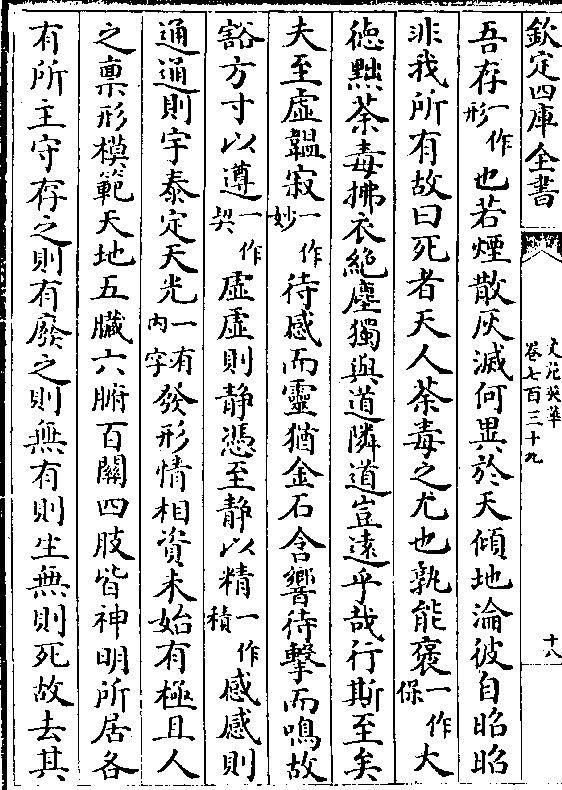 欽定四庫全書
文苑英華
卷七百三十九
十八
吾存一作形也若煙散灰滅何異於天傾地淪彼自昭昭
非我所有故曰死者天人荼毒之尤也孰能褒一作保大
徳黜荼毒拂衣絶塵獨與道隣道豈遠乎哉行斯至矣
夫至虛韞寂一作妙待感而靈猶金石含響待擊而鳴故
豁方寸以遵一作契虛虛則静憑至静以精一作積感感則
通通則宇泰定天光一有内字發形情相資未始有極且人
之稟形模範天地五臟六腑百關四肢皆神明所居各
有所主守存之則有廢之則無有則生無則死故去其